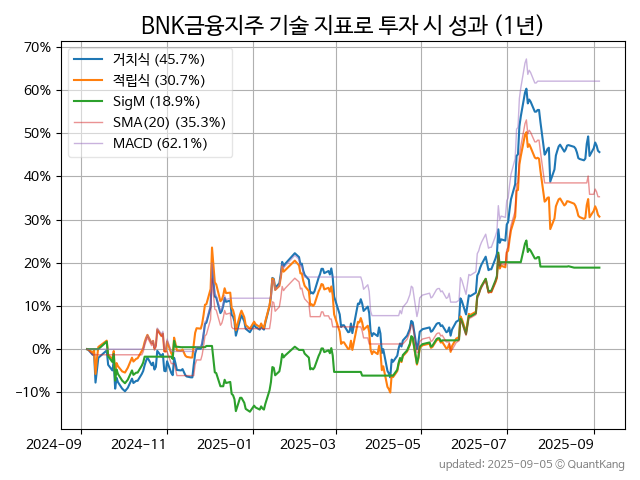 BNK금융지주 기술 지표로 투자 시 성과 (1년)
거치식 (45.7%)
적립식 (30.7%)
SigM (18.9%)
SMA(20) (35.3%)
MACD (62.1%)
70%
60%
50%
40%
30%
20%
10%
0%
−10%
2024-09 2024-11 2025-01 2025-03 2025-05 2025-07 2025-09
updated: 2025-09-05 © QuantKang